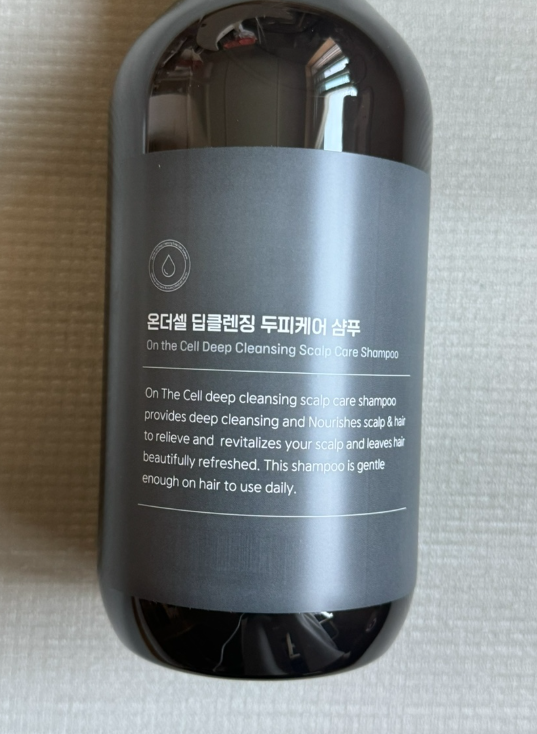 온더셀 딥클렌징 두피케어 샴푸
On the Cell Deep Cleansing Scalp Care Shampoo
On The Cell deep cleansing scalp care shampoo
provides deep cleansing and Nourishes scalp & hair
to relieve and revitalizes your scalp and leaves hair
beautifully refreshed. This shampoo is gentle
enough on hair to use daily.